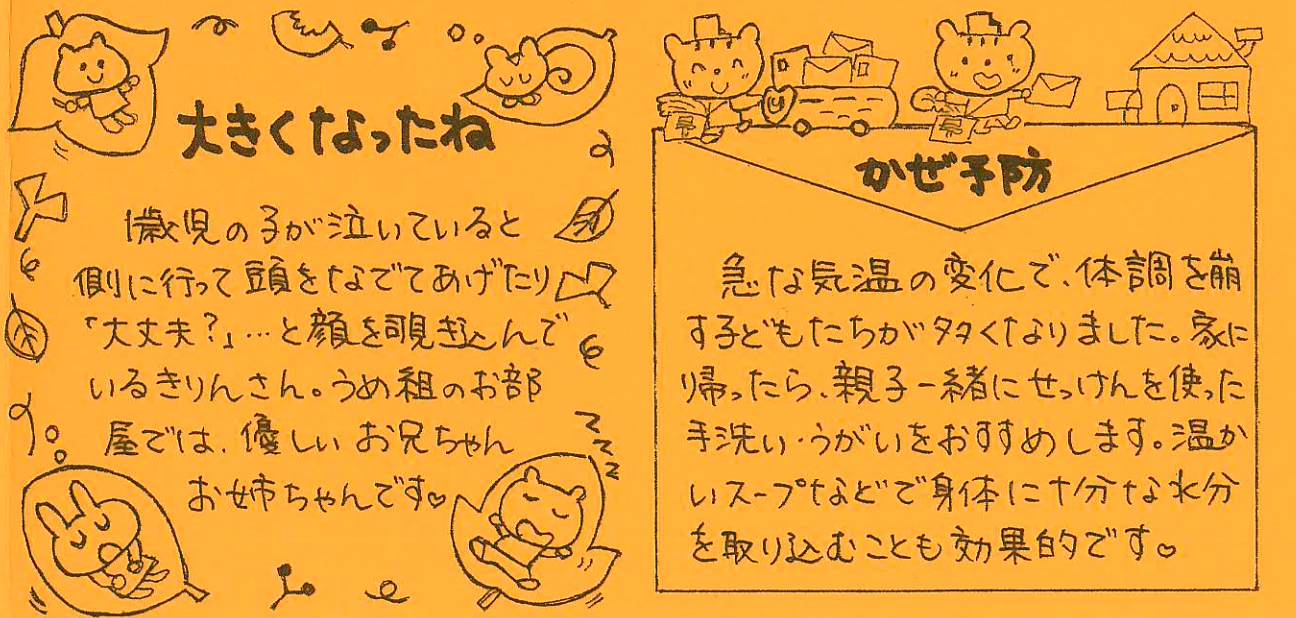 大きくなったね
1歳児の子が泣いていると
側に行って頭をなでてあげたり
「大丈夫?」…と顔を覗き込んで
いるきりんさん。うめ組のお部
屋では、優しいお兄ちゃん
お姉ちゃんです♡
zzz
かぜ予防
急な気温の変化で、体調を崩
す子どもたちが多くなりました。家に
帰ったら、親子一緒にせっけんを使った
手洗い・うがいをおすすめします。温か
いスープなどで身体に十分な水分
を取り込むことも効果的です。